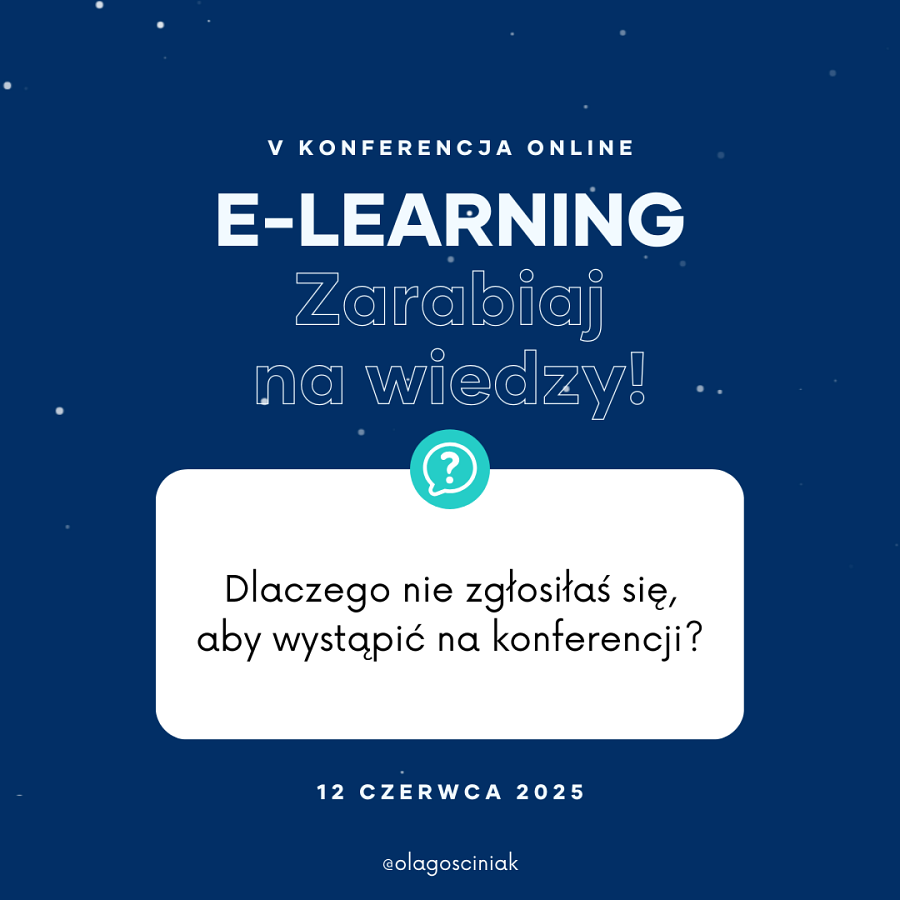 V KONFERENCJA ONLINE
E-LEARNING
Zarabiaj
na wiedzy!
?
Dlaczego nie zgłosiłaś się,
aby wystąpić na konferencji?
12 CZERWCA 2025
@olagosciniak